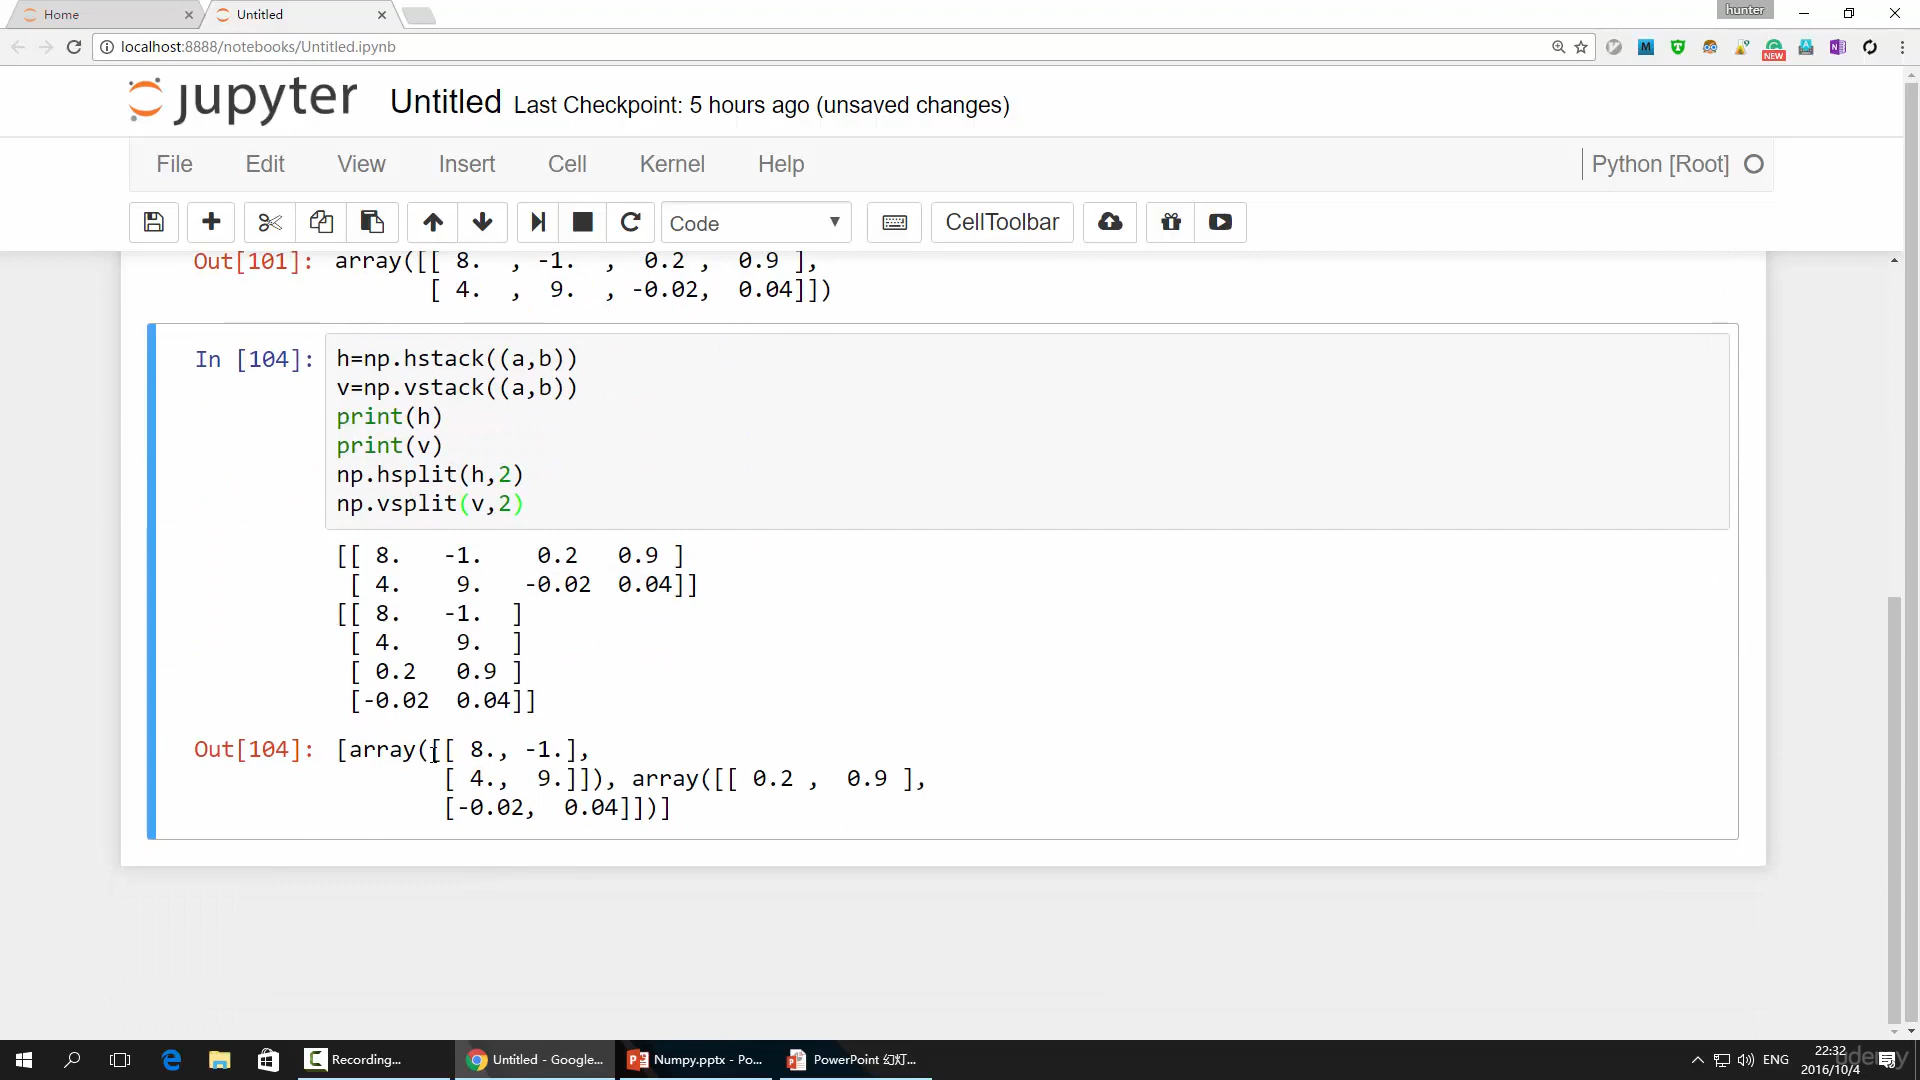 Home
Untitled
hunter
localhost:8888/notebooks/Untitled.ipynb
NEW
jupyter Untitled Last Checkpoint: 5 hours ago (unsaved changes)
File Edit View Insert Cell Kernel Help Python [Root]
Code CellToolbar
Out[101]: array([[ 8. , -1. , 0.2 , 0.9 ],
[ 4. , 9. , -0.02, 0.04]])
In [104]: h=np.hstack((a,b))
v=np.vstack((a,b))
print(h)
print(v)
np.hsplit(h,2)
np.vsplit(v,2)
[[ 8. -1. 0.2 0.9 ]
[ 4. 9. -0.02 0.04]]
[[ 8. -1. ]
[ 4. 9. ]
[ 0.2 0.9 ]
[-0.02 0.04]]
Out[104]: [array([[ 8., -1.],
[ 4., 9.]]), array([[ 0.2 , 0.9 ],
[-0.02, 0.04]])]
Recording...
Untitled - Google...
Numpy.pptx - Po...
PowerPoint 幻灯...
ENG
22:32
2016/10/4
udemy